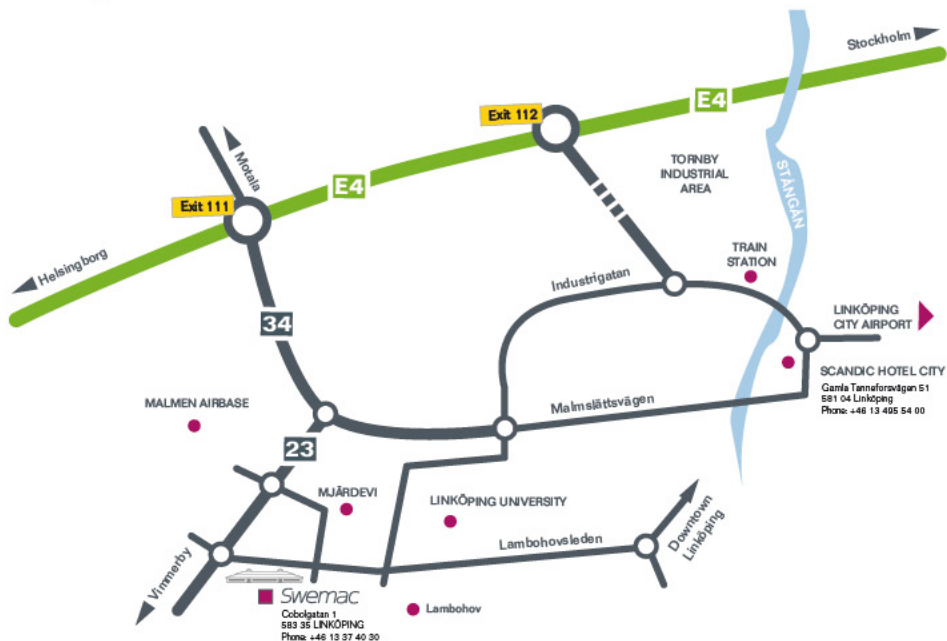 Stockholm
E4
Exit 112
Motala
TORNBY
INDUSTRIAL
AREA
STÅNGÅN
E4
Exit 111
Helsingborg
TRAIN
STATION
Industrigatan
LINKÖPING
CITY AIRPORT
34
SCANDIC HOTEL CITY
Gamla Tanneforsvägen 51
581 04 Linköping
Phone: +46 13 495 54 00
MALMEN AIRBASE
Malmslättsvägen
23
MJÄRDEVI
LINKÖPING UNIVERSITY
Downtown
Linköping
Lambohovsleden
Vimmerby
Swemac
Cobolgatan 1
583 35 LINKÖPING
Phone: +46 13 37 40 30
Lambohov